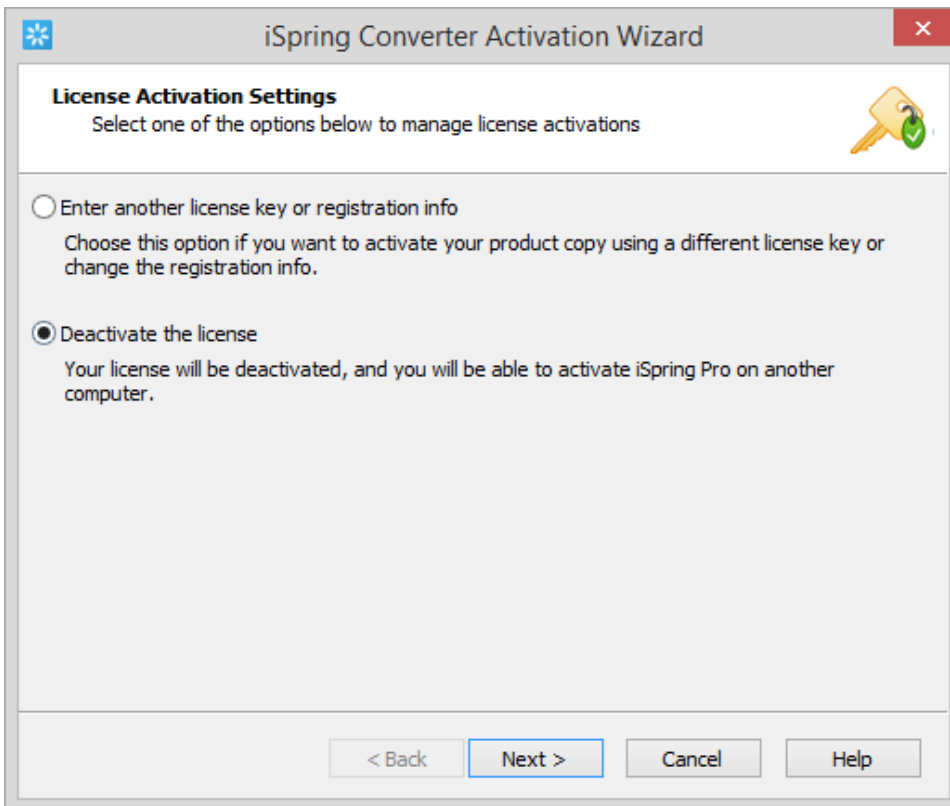 iSpring Converter Activation Wizard
License Activation Settings
Select one of the options below to manage license activations
Enter another license key or registration info
Choose this option if you want to activate your product copy using a different license key or
change the registration info.
Deactivate the license
Your license will be deactivated, and you will be able to activate iSpring Pro on another
computer.
< Back Next > Cancel Help